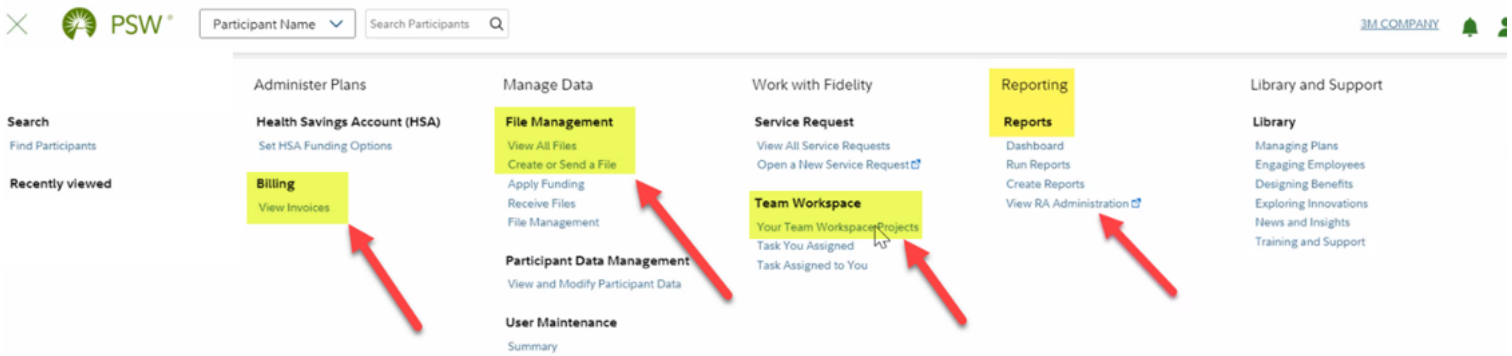 PSW®
Participant Name
Search Participants
3M COMPANY
Search
Find Participants
Recently viewed
Administer Plans
Health Savings Account (HSA)
Set HSA Funding Options
Billing
View Invoices
Manage Data
File Management
View All Files
Create or Send a File
Apply Funding
Receive Files
File Management
Participant Data Management
View and Modify Participant Data
User Maintenance
Summary
Work with Fidelity
Service Request
View All Service Requests
Open a New Service Request
Team Workspace
Your Team Workspace Projects
Task You Assigned
Task Assigned to You
Reporting
Reports
Dashboard
Run Reports
Create Reports
View RA Administration
Library and Support
Library
Managing Plans
Engaging Employees
Designing Benefits
Exploring Innovations
News and Insights
Training and Support